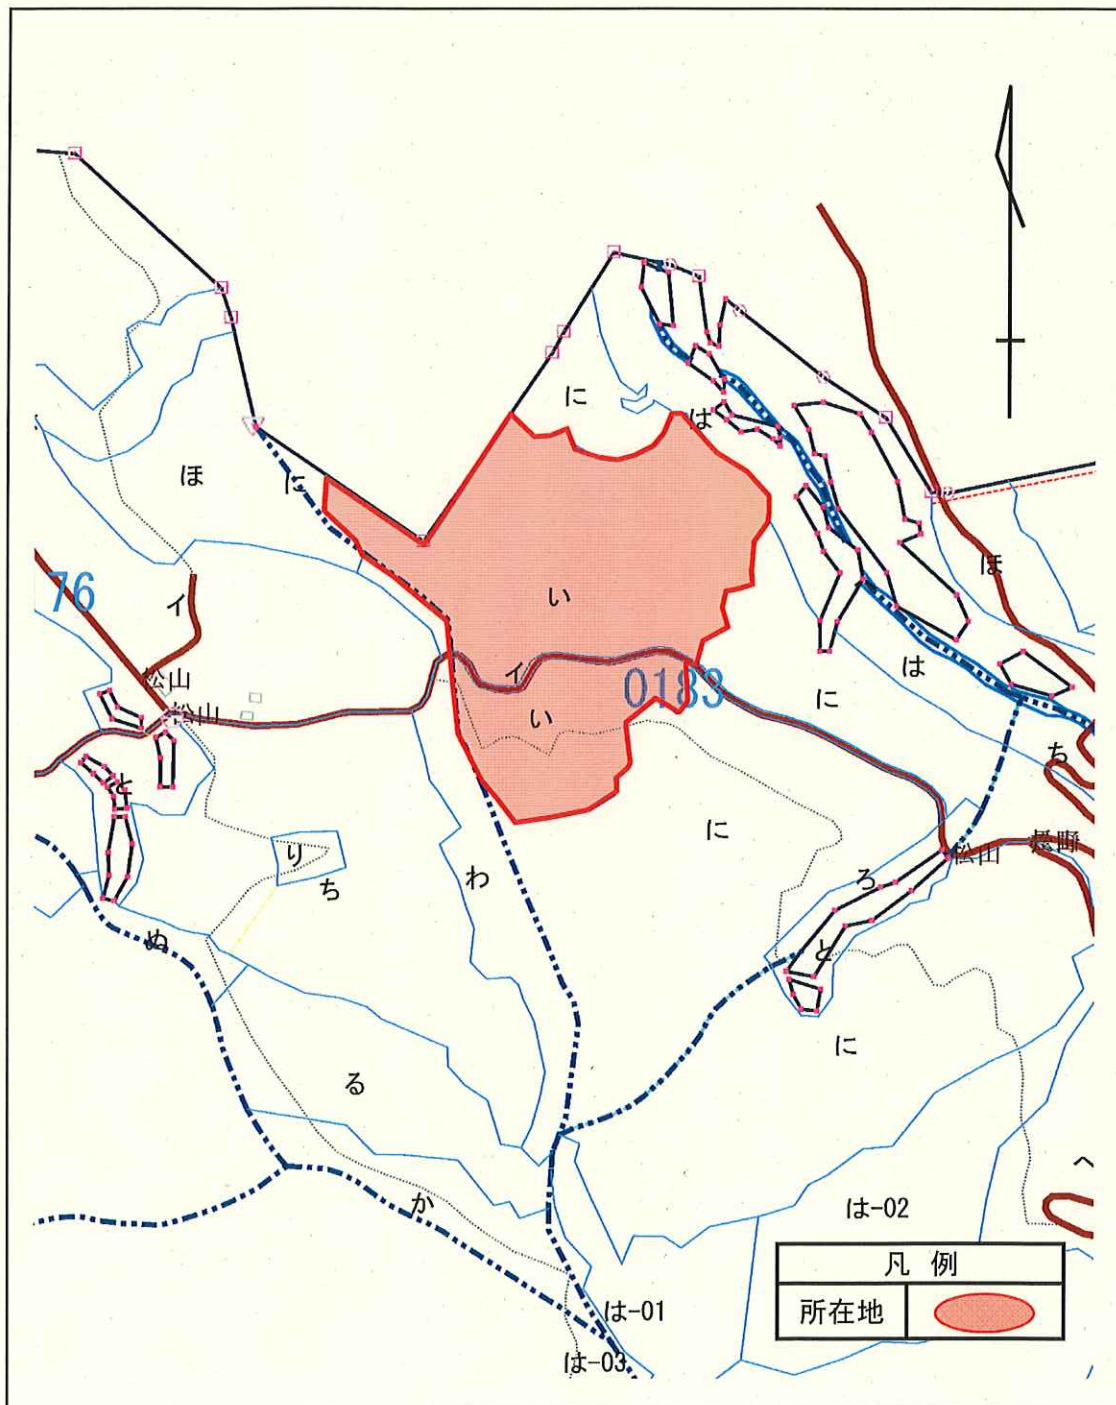 に
は
ほ
に
ほ
76
イ
い
松山
は
イ
0183
い
に
松山
ち
と
に
り
松山
長野
ち
わ
ろ
ぬ
と
に
る
へ
か
は-02
凡 例
所在地
は-01
は-03